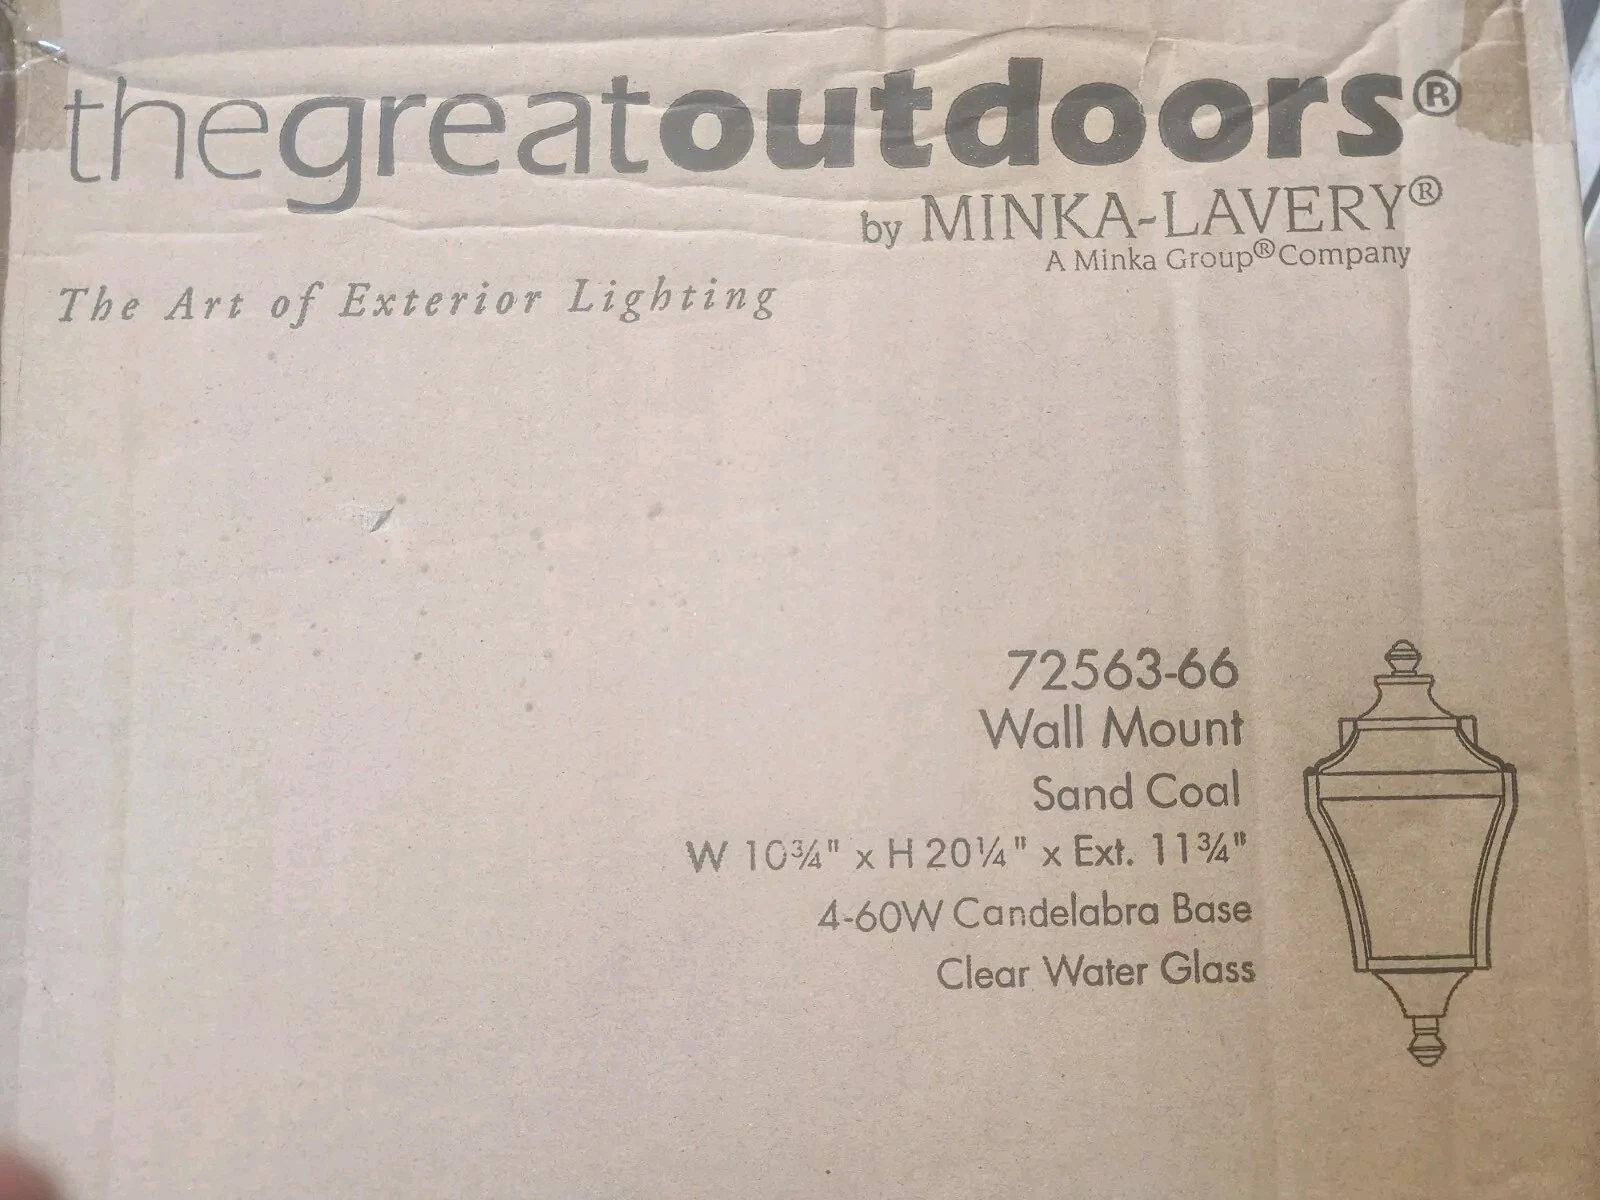 thegreatoutdoors®
by MINKA-LAVERY®
A Minka Group® Company
The Art of Exterior Lighting
72563-66
Wall Mount
Sand Coal
W 10¾" x H 20¼" x Ext. 11¾"
4-60W Candelabra Base
Clear Water Glass